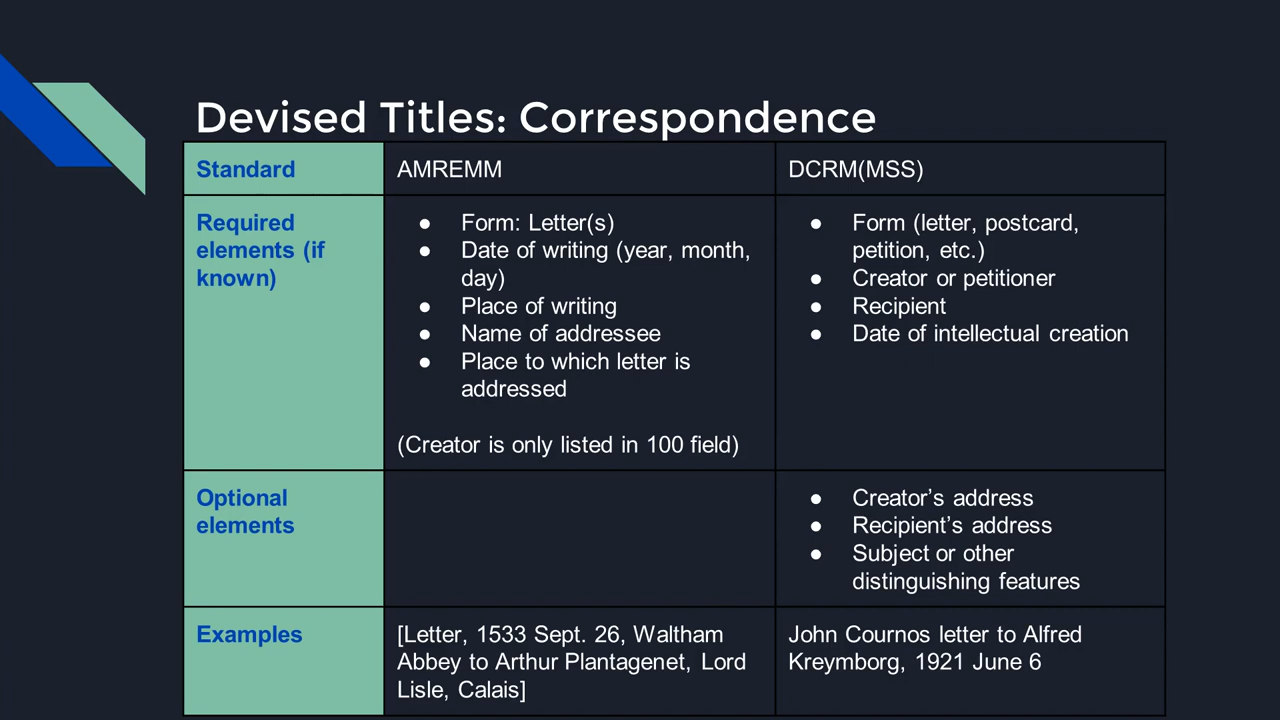 Devised Titles: Correspondence
Standard
AMREMM
DCRM(MSS)
Required
elements (if
known)
● Form: Letter(s)
● Date of writing (year, month,
day)
● Place of writing
● Name of addressee
● Place to which letter is
addressed
(Creator is only listed in 100 field)
● Form (letter, postcard,
petition, etc.)
● Creator or petitioner
● Recipient
● Date of intellectual creation
Optional
elements
● Creator’s address
● Recipient’s address
● Subject or other
distinguishing features
Examples
[Letter, 1533 Sept. 26, Waltham
Abbey to Arthur Plantagenet, Lord
Lisle, Calais]
John Cournos letter to Alfred
Kreymborg, 1921 June 6